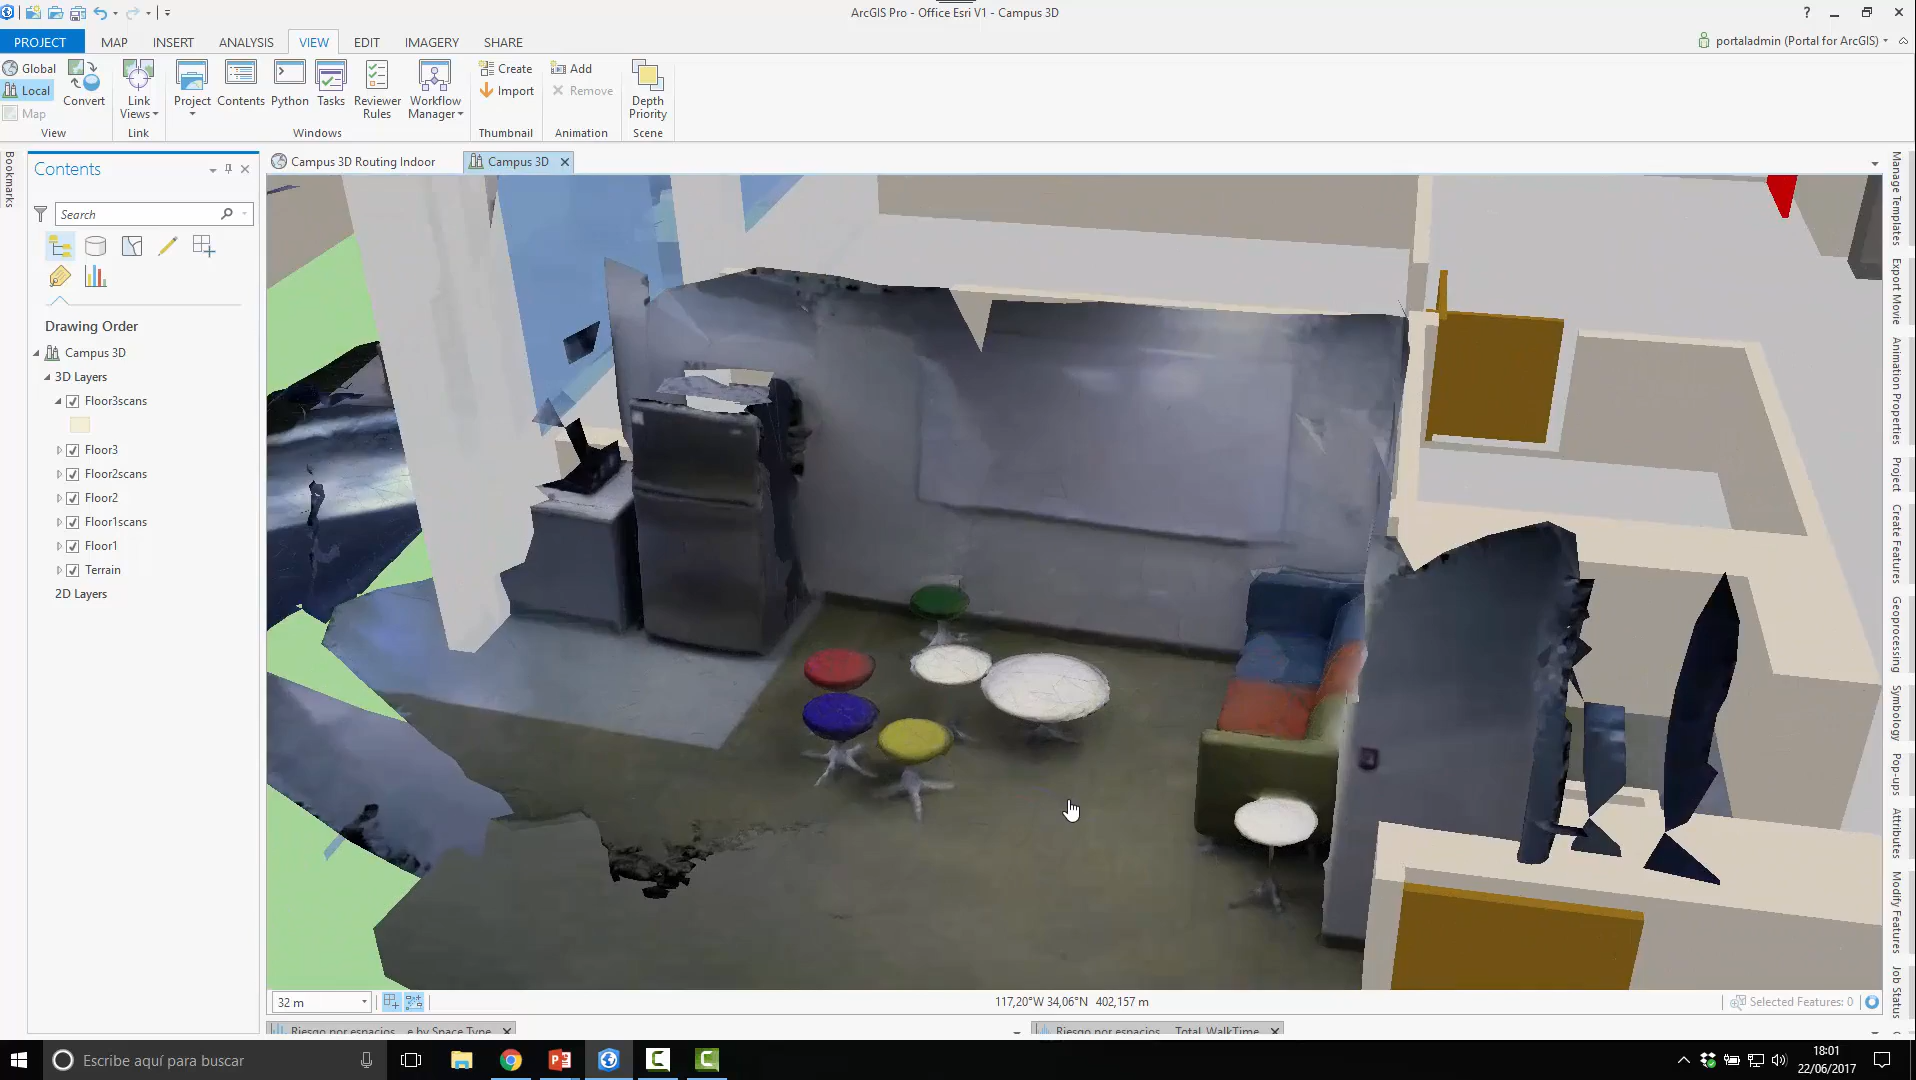 ArcGIS Pro - Office Esri V1 - Campus 3D
?
PROJECT MAP INSERT ANALYSIS VIEW EDIT IMAGERY SHARE
portaladmin (Portal for ArcGIS)
Global
Local
Map
Convert
View
Link
Views
Link
Project
Contents
Python
Tasks
Reviewer
Rules
Workflow
Manager
Windows
Create
Import
Thumbnail
Add
Remove
Animation
Depth
Priority
Scene
Bookmarks
Contents
Search
Drawing Order
Campus 3D
3D Layers
Floor3scans
Floor3
Floor2scans
Floor2
Floor1scans
Floor1
Terrain
2D Layers
Campus 3D Routing Indoor
Campus 3D
Manage Templates
Export Movie
Animation Properties
Project
Create Features
Geoprocessing
Symbology
Pop-ups
Attributes
Modify Features
Job Status
32 m
117,20°W 34,06°N 402,157 m
Selected Features: 0
Riesgo por espacios... e by Space Type
Riesgo por espacios ... Total_WalkTime
Escribe aquí para buscar
18:01
22/06/2017